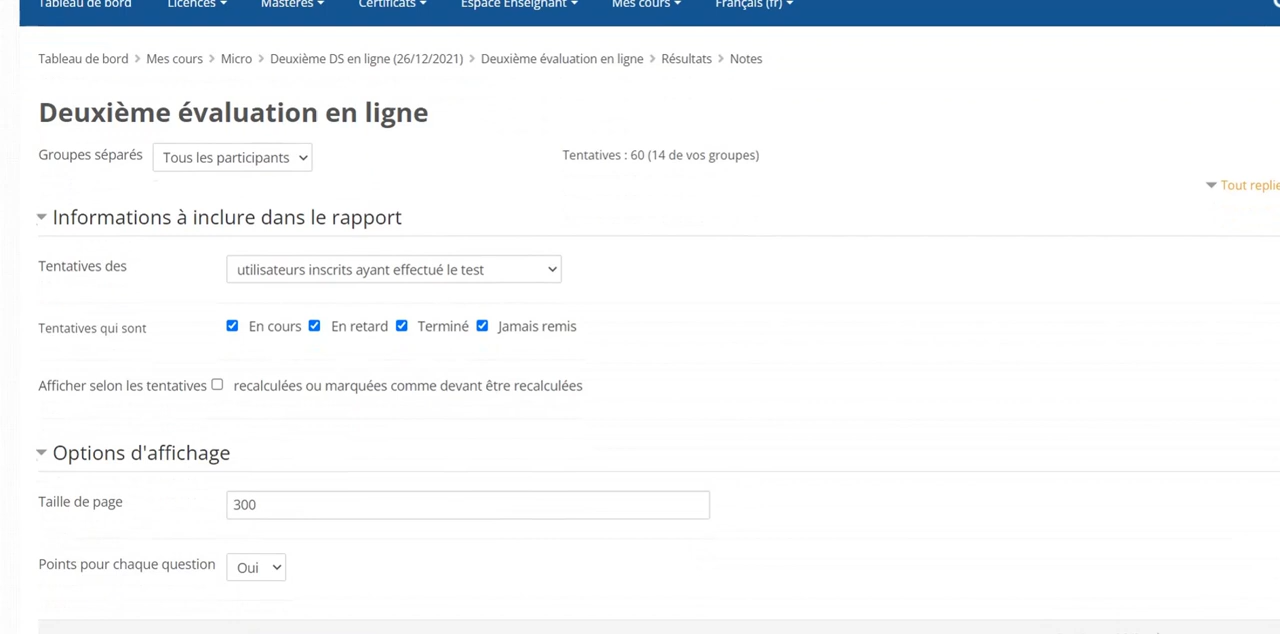 Tableau de bord Licences Mastères Certificats Espace Enseignant Mes cours Français (fr)
Tableau de bord > Mes cours > Micro > Deuxième DS en ligne (26/12/2021) > Deuxième évaluation en ligne > Résultats > Notes
Deuxième évaluation en ligne
Groupes séparés Tous les participants Tentatives : 60 (14 de vos groupes)
Tout replie
Informations à inclure dans le rapport
Tentatives des utilisateurs inscrits ayant effectué le test
Tentatives qui sont En cours En retard Terminé Jamais remis
Afficher selon les tentatives recalculées ou marquées comme devant être recalculées
Options d'affichage
Taille de page 300
Points pour chaque question Oui